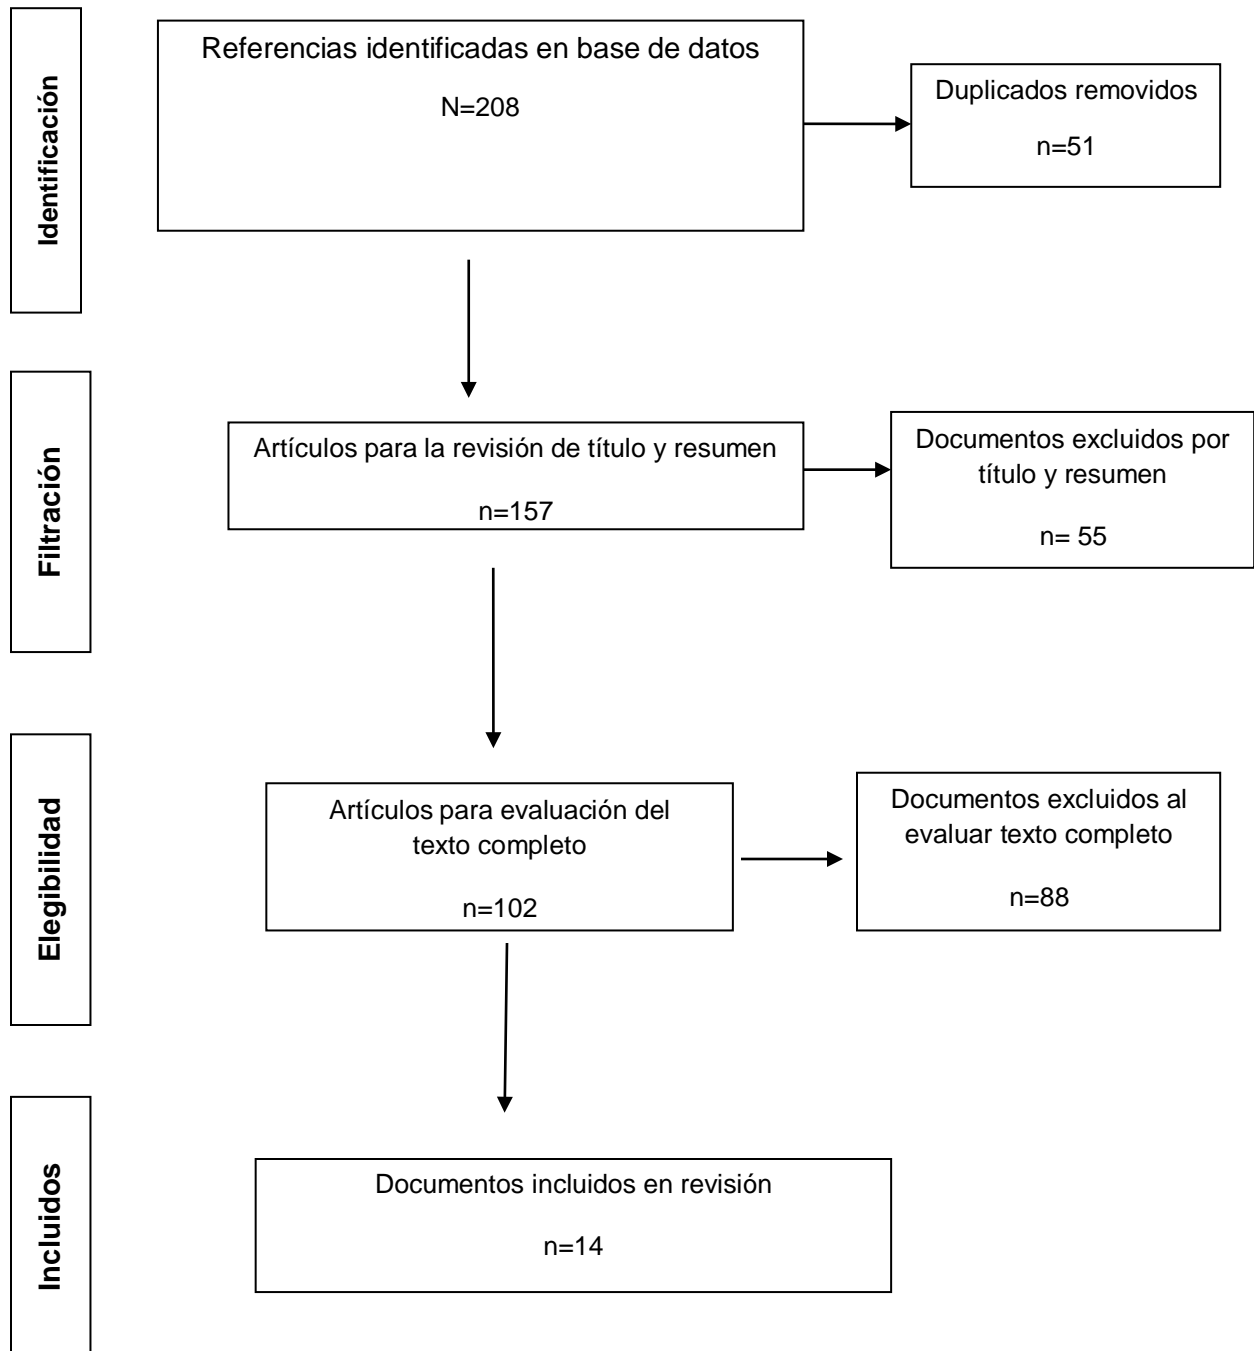 Identificación
Referencias identificadas en base de datos
N=208
Duplicados removidos
n=51
Filtración
Artículos para la revisión de título y resumen
n=157
Documentos excluidos por
título y resumen
n= 55
Elegibilidad
Artículos para evaluación del
texto completo
n=102
Documentos excluidos al
evaluar texto completo
n=88
Incluidos
Documentos incluidos en revisión
n=14